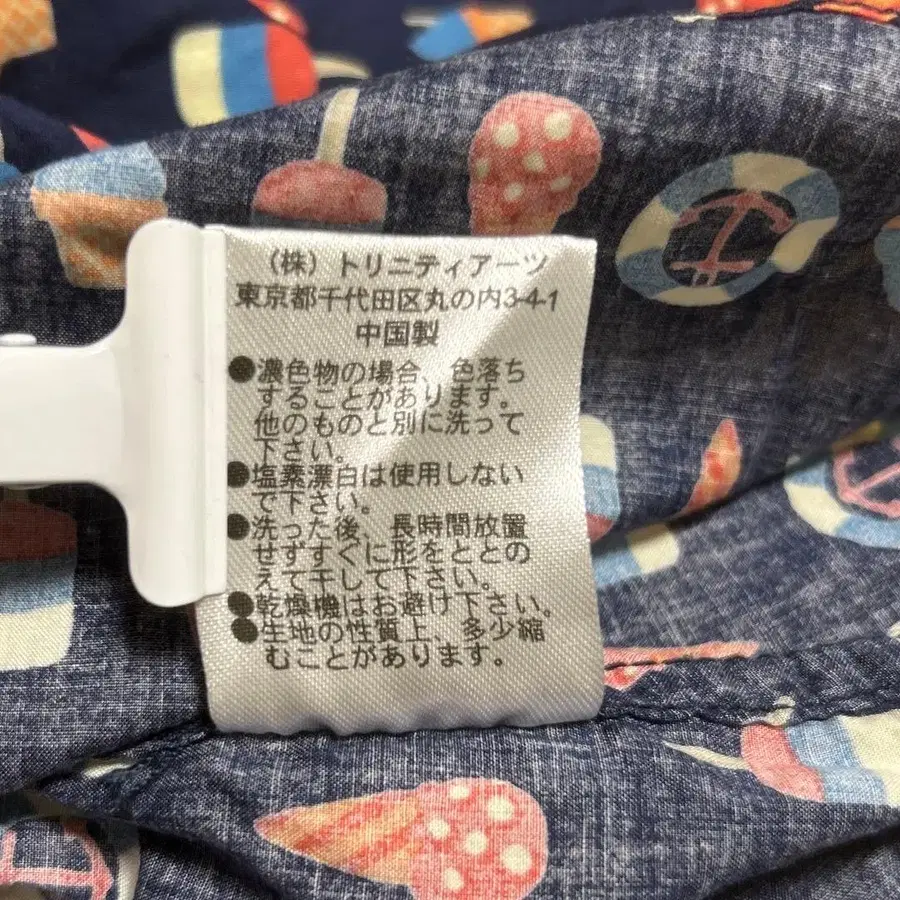 (株)トリニティアーツ
東京都千代田区丸の内3-4-1
中国製
●濃色物の場合、色落ち
することがあります。
他のものと別に洗って
下さい。
●塩素漂白は使用しない
で下さい。
●洗った後、長時間放置
せずすぐに形をととの
えて干して下さい。
●乾燥機はお避け下さい。
●生地の性質上、多少縮
むことがあります。